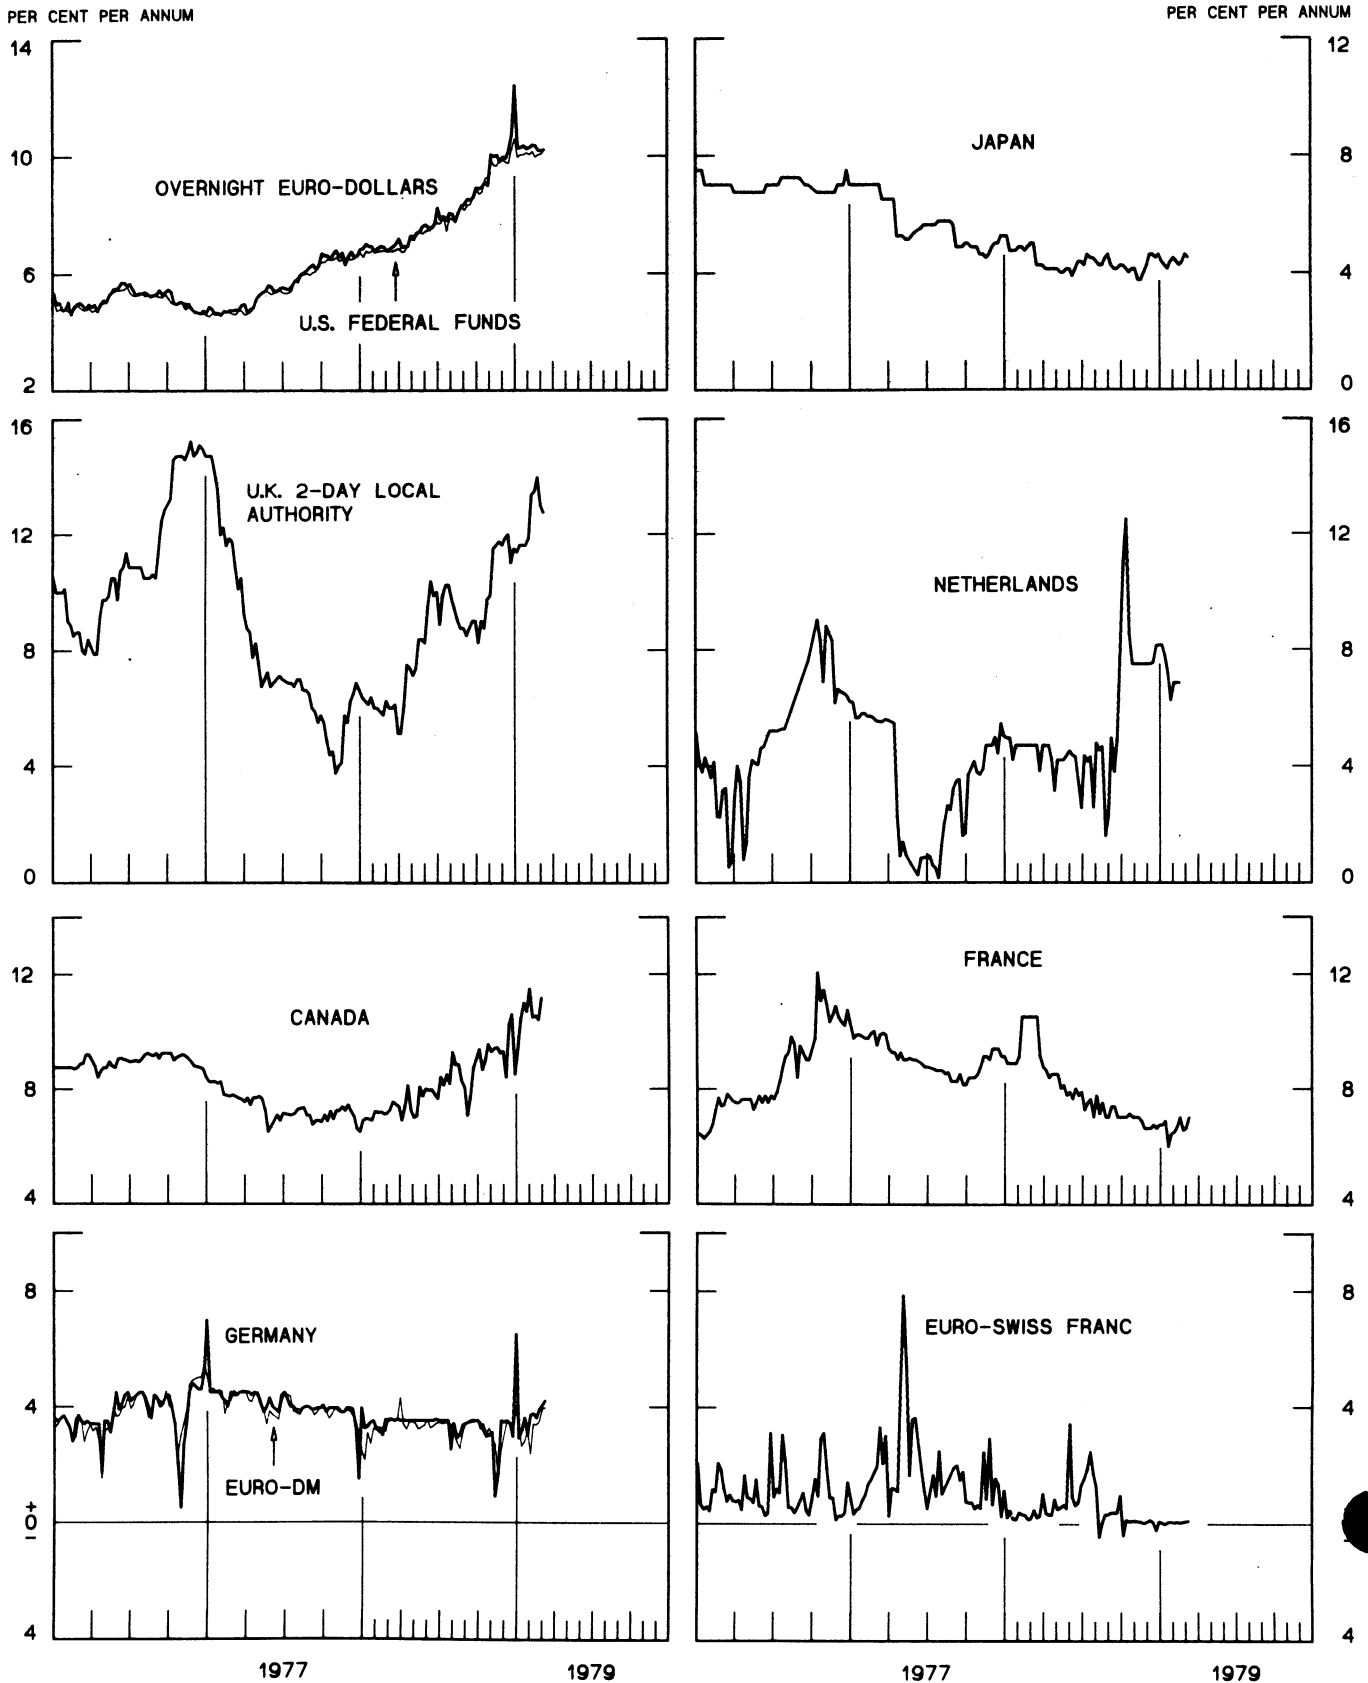 PER CENT PER ANNUM
PER CENT PER ANNUM
14
10
6
2
OVERNIGHT EURO-DOLLARS
U.S. FEDERAL FUNDS
JAPAN
12
8
4
0
16
12
8
4
0
U.K. 2-DAY LOCAL
AUTHORITY
NETHERLANDS
16
12
8
4
0
12
8
4
CANADA
FRANCE
12
8
4
8
4
+
0
–
4
GERMANY
EURO-DM
EURO-SWISS FRANC
8
4
4
1977
1979
1977
1979